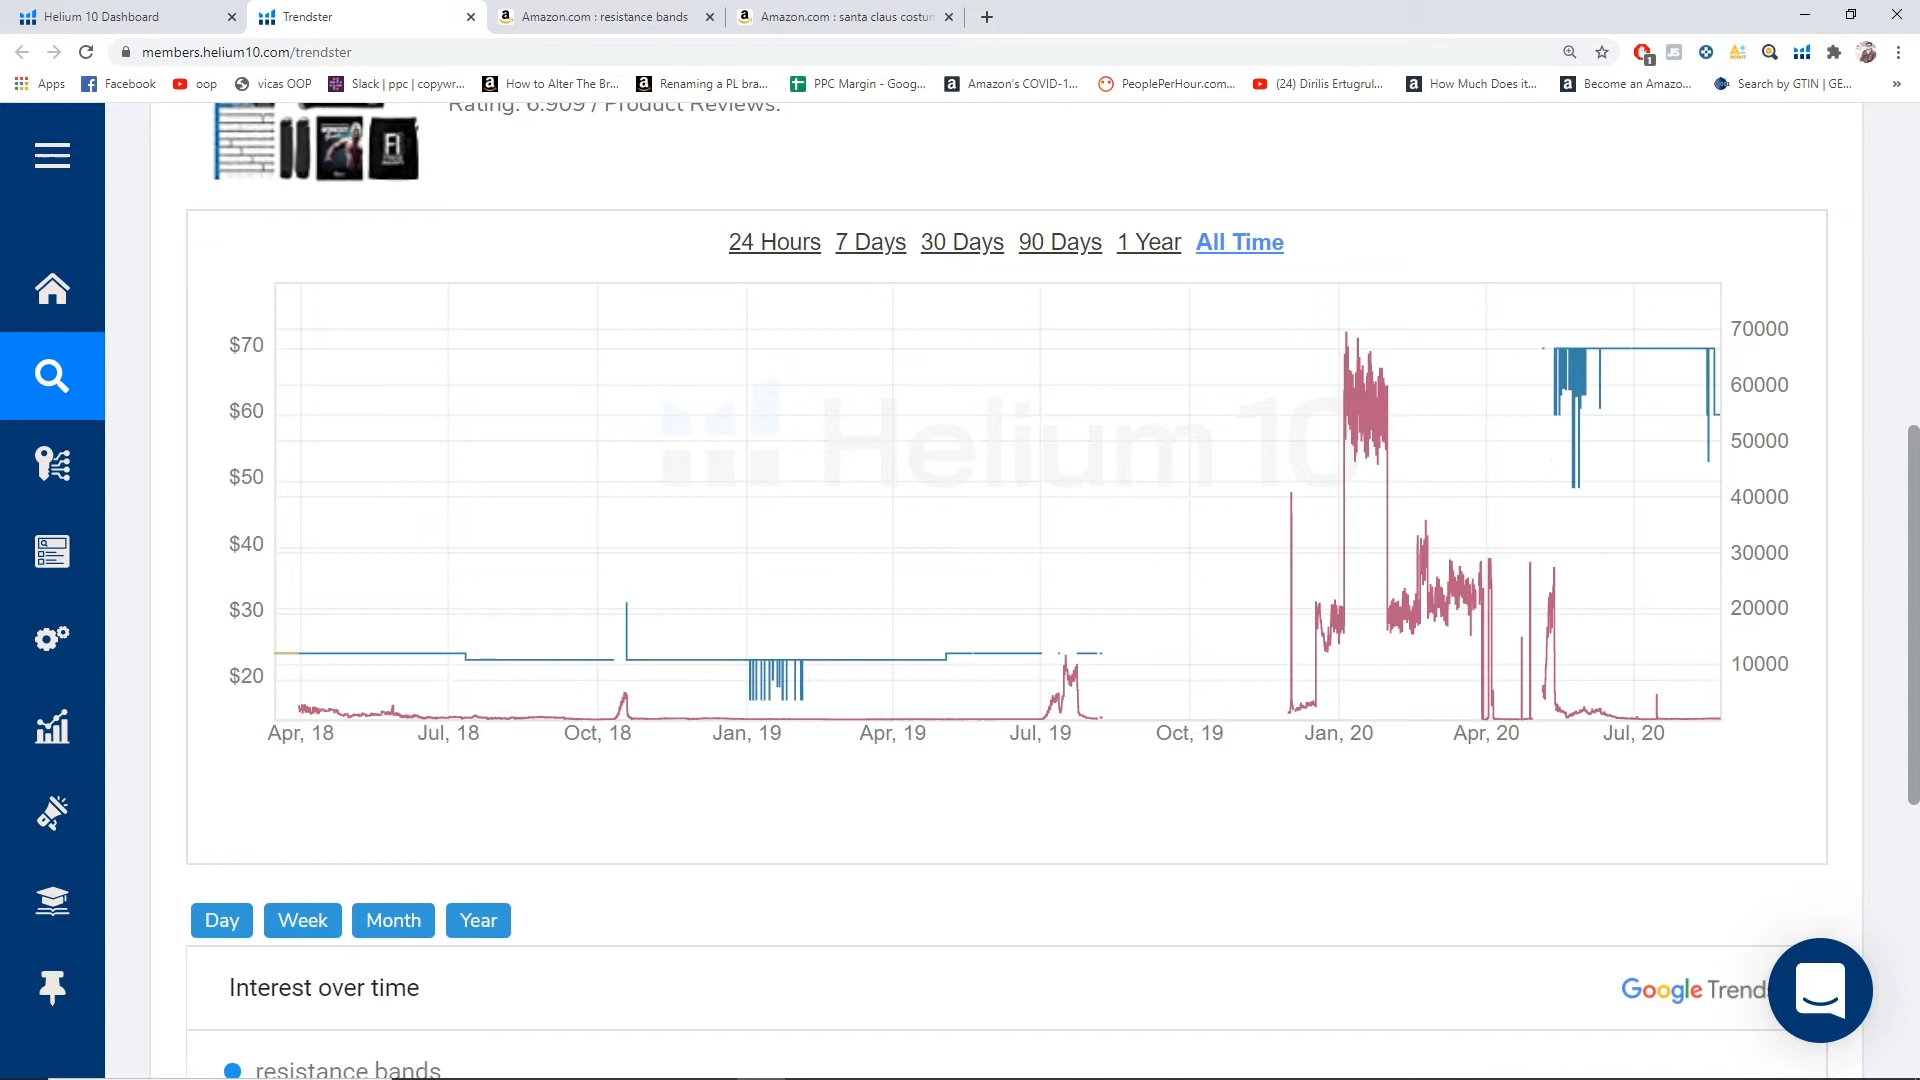 Helium 10 Dashboard
Trendster
Amazon.com : resistance bands
Amazon.com : santa claus costum
members.helium10.com/trendster
Apps
Facebook
oop
vicas OOP
Slack | ppc | copywr...
How to Alter The Br...
Renaming a PL bra...
PPC Margin - Goog...
Amazon's COVID-1...
PeoplePerHour.com...
(24) Dirilis Ertugrul...
How Much Does it...
Become an Amazo...
Search by GTIN | GE...
Rating: 6.909 / Product Reviews:
24 Hours 7 Days 30 Days 90 Days 1 Year All Time
Helium 10
$70
$60
$50
$40
$30
$20
70000
60000
50000
40000
30000
20000
10000
Apr, 18 Jul, 18 Oct, 18 Jan, 19 Apr, 19 Jul, 19 Oct, 19 Jan, 20 Apr, 20 Jul, 20
Day Week Month Year
Interest over time
Google Trend
resistance bands